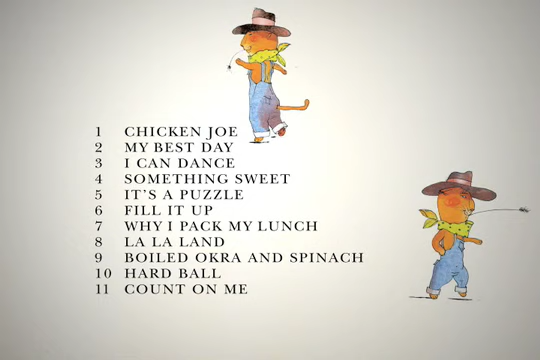 1 CHICKEN JOE
2 MY BEST DAY
3 I CAN DANCE
4 SOMETHING SWEET
5 IT'S A PUZZLE
6 FILL IT UP
7 WHY I PACK MY LUNCH
8 LA LA LAND
9 BOILED OKRA AND SPINACH
10 HARD BALL
11 COUNT ON ME